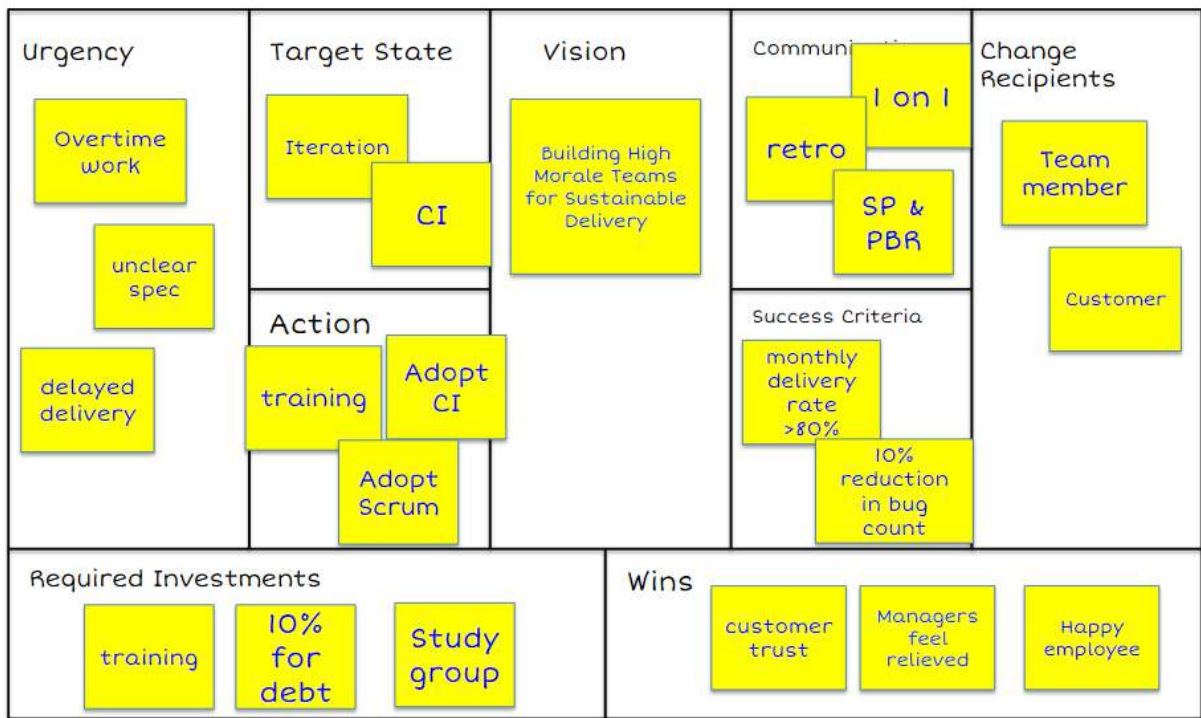 Urgency
Overtime
work
unclear
spec
delayed
delivery
Target State
Iteration
CI
Action
training
Adopt
CI
Adopt
Scrum
Vision
Building High
Morale Teams
for Sustainable
Delivery
1 on 1
retro
SP &
PBR
Success Criteria
monthly
delivery
rate
>80%
10%
reduction
in bug
count
Change
Recipients
Team
member
Customer
Required Investments
training
10%
for
debt
Study
group
Wins
customer
trust
Managers
feel
relieved
Happy
employee